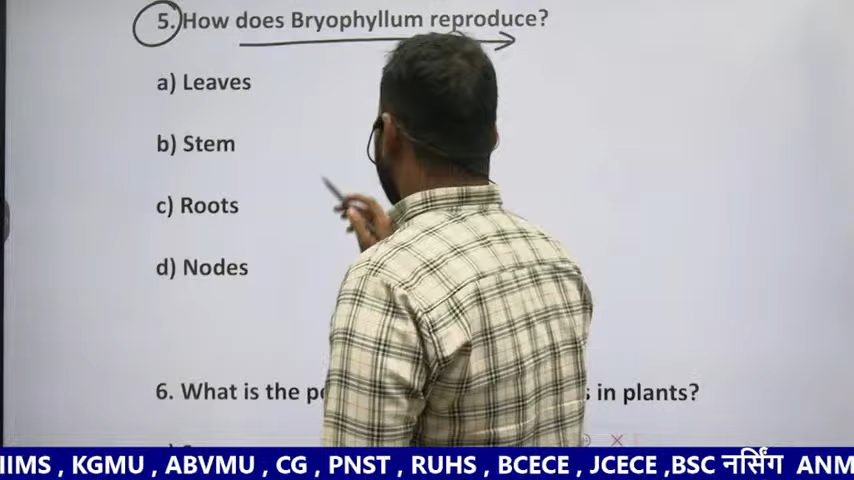 5. How does Bryophyllum reproduce?
a) Leaves
b) Stem
c) Roots
d) Nodes
6. What is the in plants?
IIMS , KGMU , ABVMU , CG , PNST , RUHS , BCECE , JCECE ,BSC नर्सिंग ANM